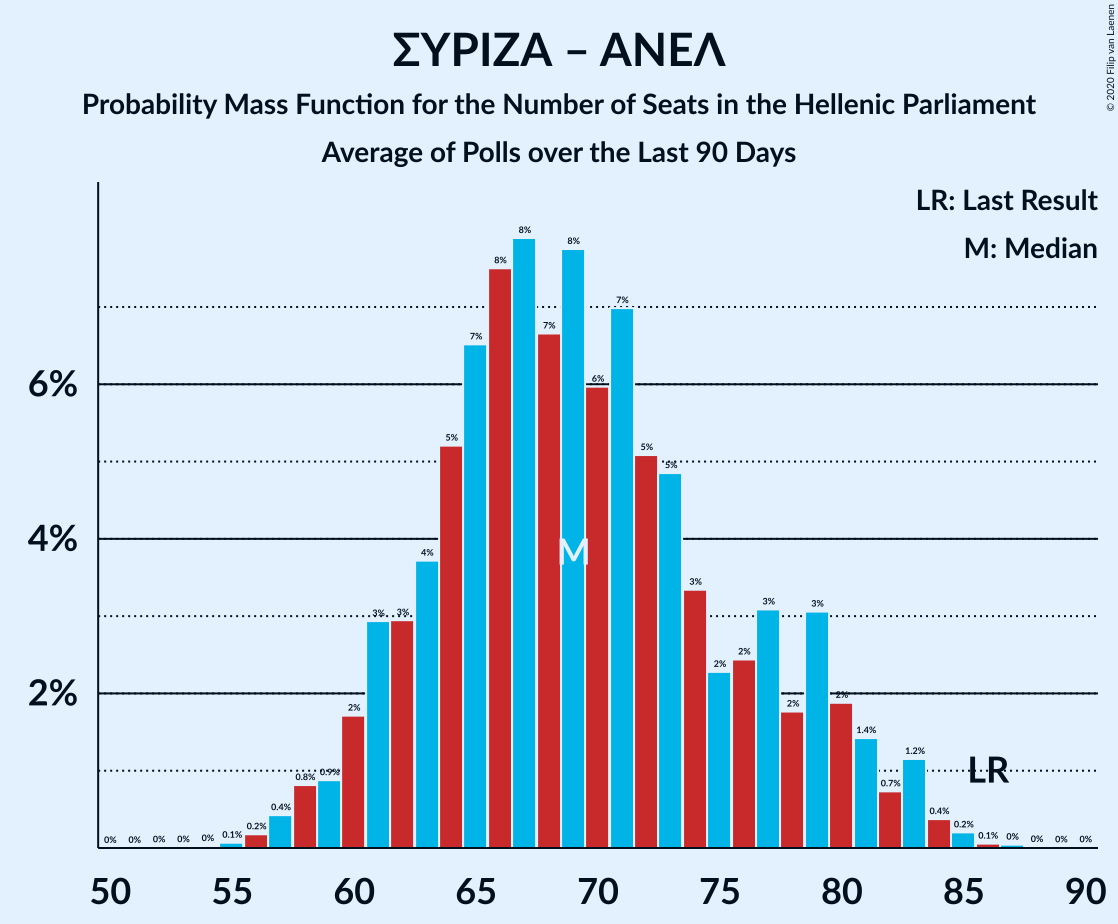 ΣΥΡΙΖΑ – ΑΝΕΛ
Probability Mass Function for the Number of Seats in the Hellenic Parliament
Average of Polls over the Last 90 Days
© 2020 Filip van Laenen
LR: Last Result
M: Median
6%
4%
2%
0% 0% 0% 0% 0% 0.1% 0.2% 0.4% 0.8% 0.9% 2% 3% 3% 4% 5% 7% 8% 8% 7% 8% 6% 7% 5% 5% 3% 2% 2% 3% 2% 3% 2% 1.4% 0.7% 1.2% 0.4% 0.2% 0.1% 0% 0% 0% 0%
M
LR
50 55 60 65 70 75 80 85 90